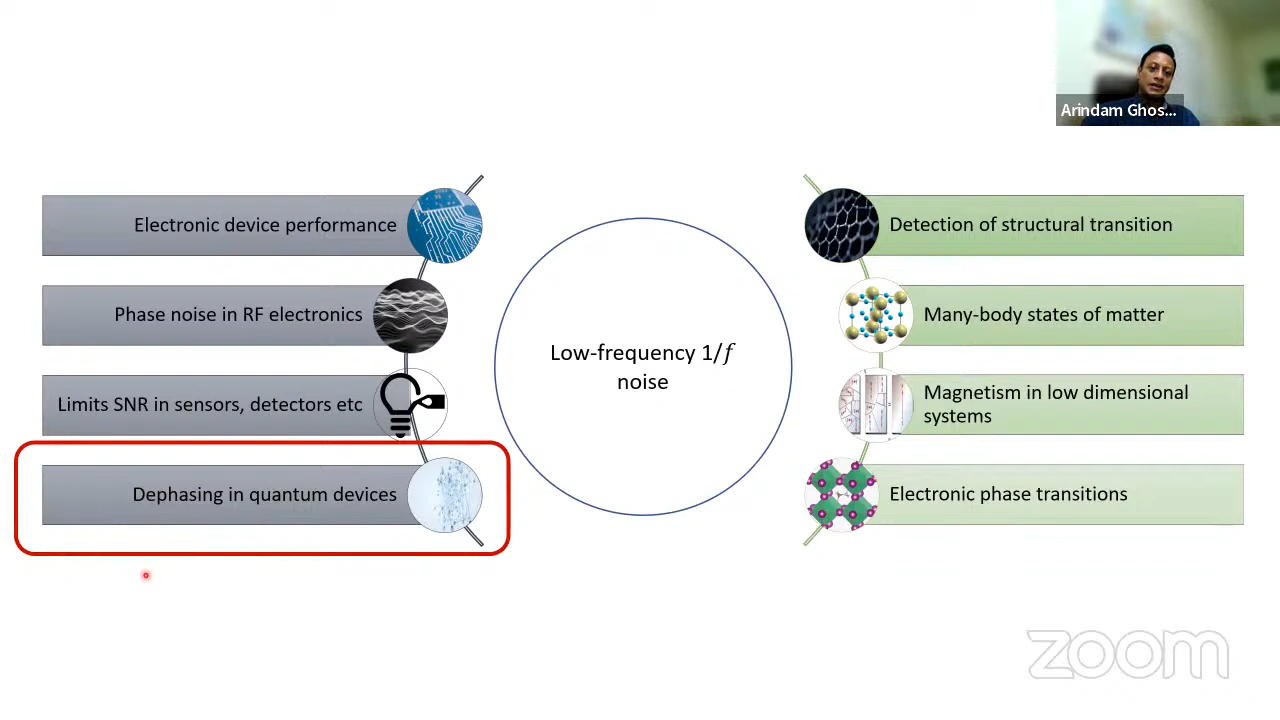 Arindam Ghos...
Electronic device performance
Phase noise in RF electronics
Limits SNR in sensors, detectors etc
Dephasing in quantum devices
Low-frequency 1/f
noise
Detection of structural transition
Many-body states of matter
Magnetism in low dimensional
systems
Electronic phase transitions
zoom